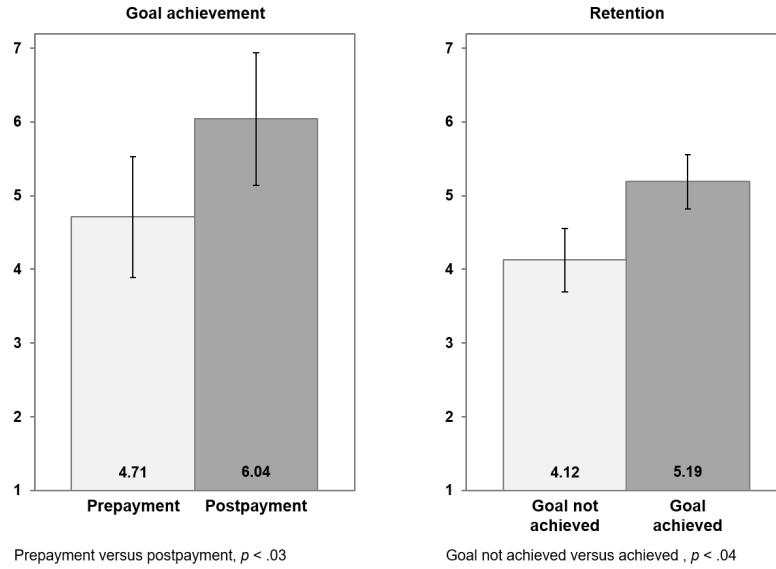 Goal achievement
7
6
5
4
3
2
1
4.71
6.04
Prepayment
Postpayment
Prepayment versus postpayment, p < .03
Retention
7
6
5
4
3
2
1
4.12
5.19
Goal not
achieved
Goal
achieved
Goal not achieved versus achieved , p < .04